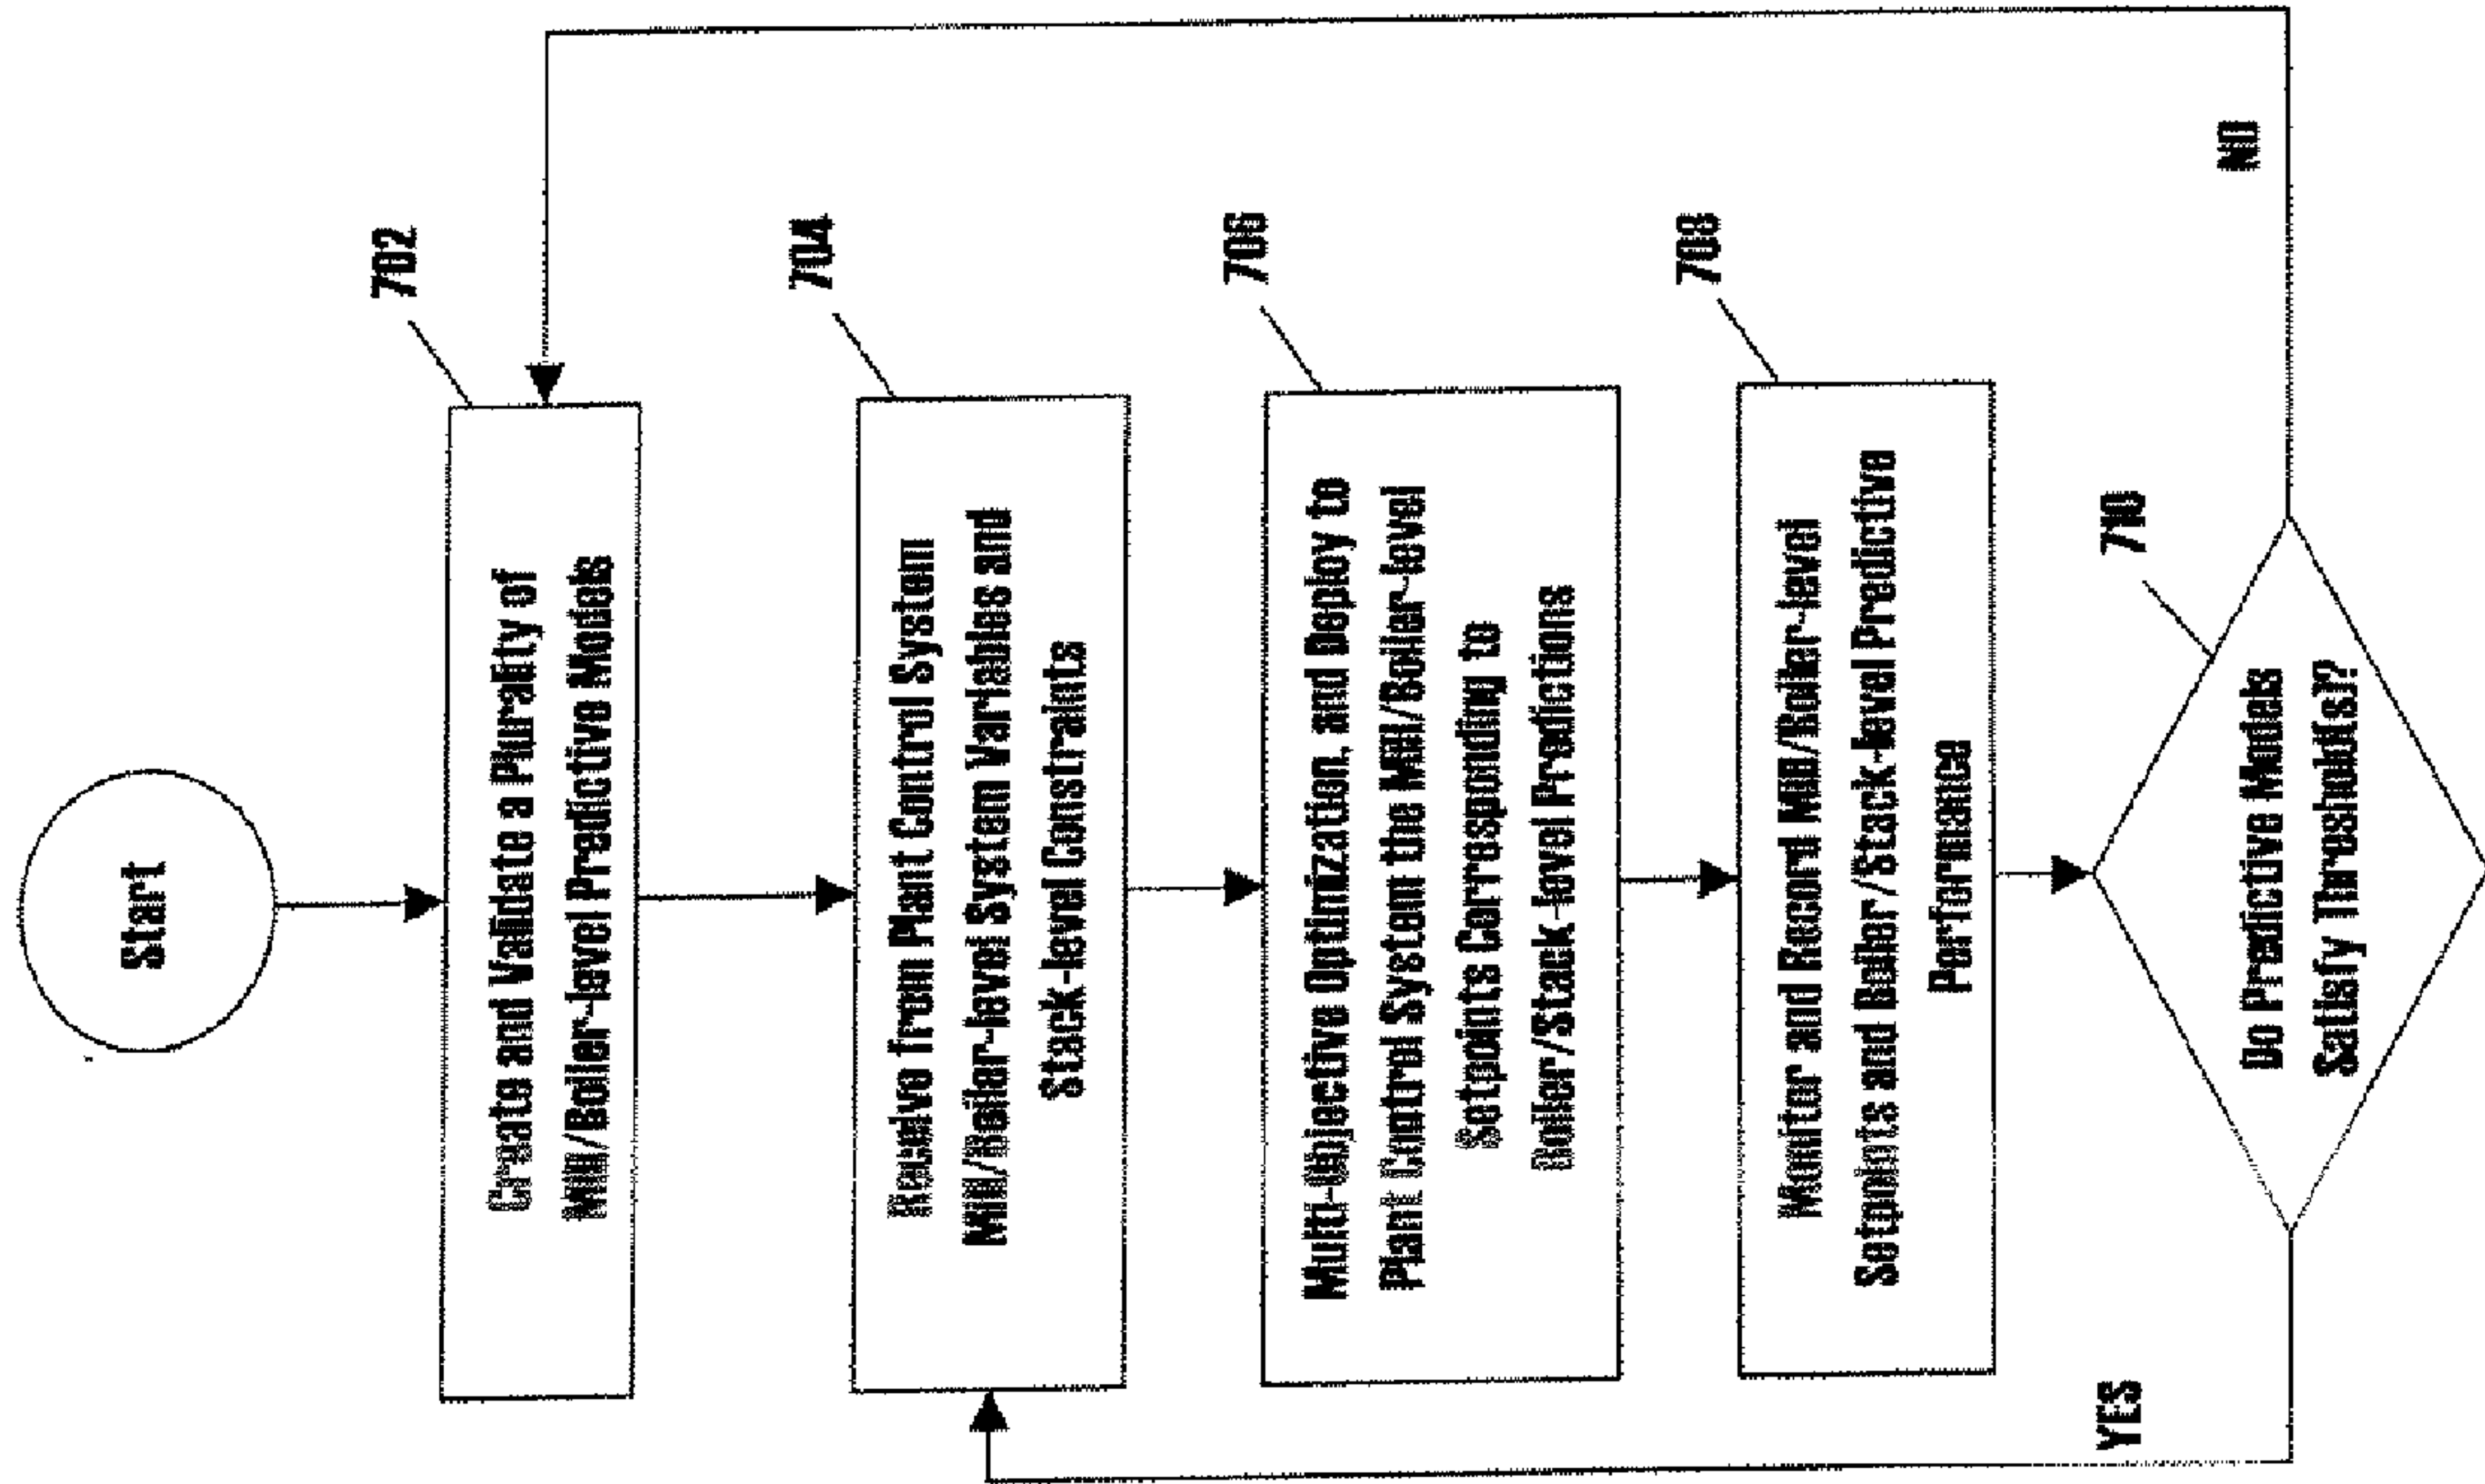 Start
702
Create and Validate a Plurality of
Mill/Boiler-level Predictive Models
704
Receive from Plant Control System
Mill/Boiler-level System Variables and
Stack-level Constraints
706
Multi-Objective Optimization, and Deploy to
Plant Control System the Mill/Boiler-level
Setpoints Corresponding to
Boiler/Stack-level Predictions
708
Monitor and Record Mill/Boiler-level
Setpoints and Boiler/Stack-level Predictive
Performance
710
Do Predictive Models
Satisfy Threshold(s)?
YES
NO